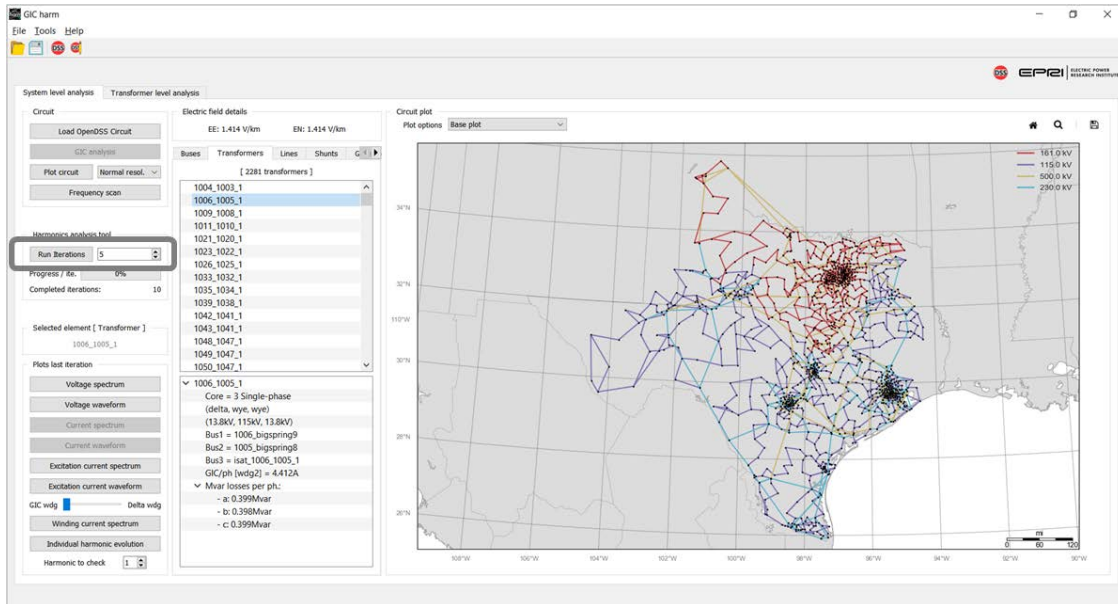 GIC harm
File Tools Help
DSS
EPRI ELECTRIC POWER RESEARCH INSTITUTE
System level analysis Transformer level analysis
Circuit
Load OpenDSS Circuit
GIC analysis
Plot circuit Normal resol.
Frequency scan
Harmonics analysis tool
Run Iterations 5
Progress / ite. 0%
Completed iterations: 10
Selected element [ Transformer ]
1006_1005_1
Plots last iteration
Voltage spectrum
Voltage waveform
Current spectrum
Current waveform
Excitation current spectrum
Excitation current waveform
GIC wdg Delta wdg
Winding current spectrum
Individual harmonic evolution
Harmonic to check 1
Electric field details
EE: 1.414 V/km EN: 1.414 V/km
Buses Transformers Lines Shunts G
[ 2281 transformers ]
1004_1003_1
1006_1005_1
1009_1008_1
1011_1010_1
1021_1020_1
1023_1022_1
1026_1025_1
1033_1032_1
1035_1034_1
1039_1038_1
1042_1041_1
1043_1041_1
1048_1047_1
1049_1047_1
1050_1047_1
1006_1005_1
Core = 3 Single-phase
(delta, wye, wye)
(13.8kV, 115kV, 13.8kV)
Bus1 = 1006_bigspring9
Bus2 = 1005_bigspring8
Bus3 = isat_1006_1005_1
GIC/ph [wdg2] = 4.412A
Mvar losses per ph.:
- a: 0.399Mvar
- b: 0.398Mvar
- c: 0.399Mvar
Circuit plot
Plot options Base plot
161.0 kV
115.0 kV
500.0 kV
230.0 kV
34°N
32°N
110°W
30°N
28°N
26°N
mi
0 60 120
108°W 106°W 104°W 102°W 100°W 98°W 96°W 94°W 92°W 90°W